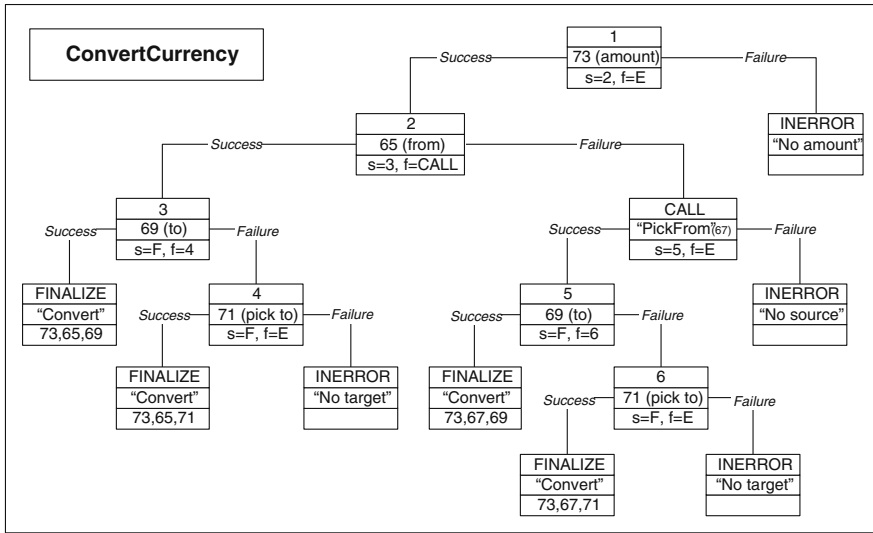 ConvertCurrency
1
73 (amount)
s=2, f=E
Success
Failure
2
65 (from)
s=3, f=CALL
INERROR
“No amount”
Success
Failure
3
69 (to)
s=F, f=4
CALL
“PickFrom”(67)
s=5, f=E
Success
Failure
Success
Failure
FINALIZE
“Convert”
73,65,69
4
71 (pick to)
s=F, f=E
5
69 (to)
s=F, f=6
INERROR
“No source”
Success
Failure
Success
Failure
FINALIZE
“Convert”
73,65,71
INERROR
“No target”
FINALIZE
“Convert”
73,67,69
6
71 (pick to)
s=F, f=E
Success
Failure
FINALIZE
“Convert”
73,67,71
INERROR
“No target”